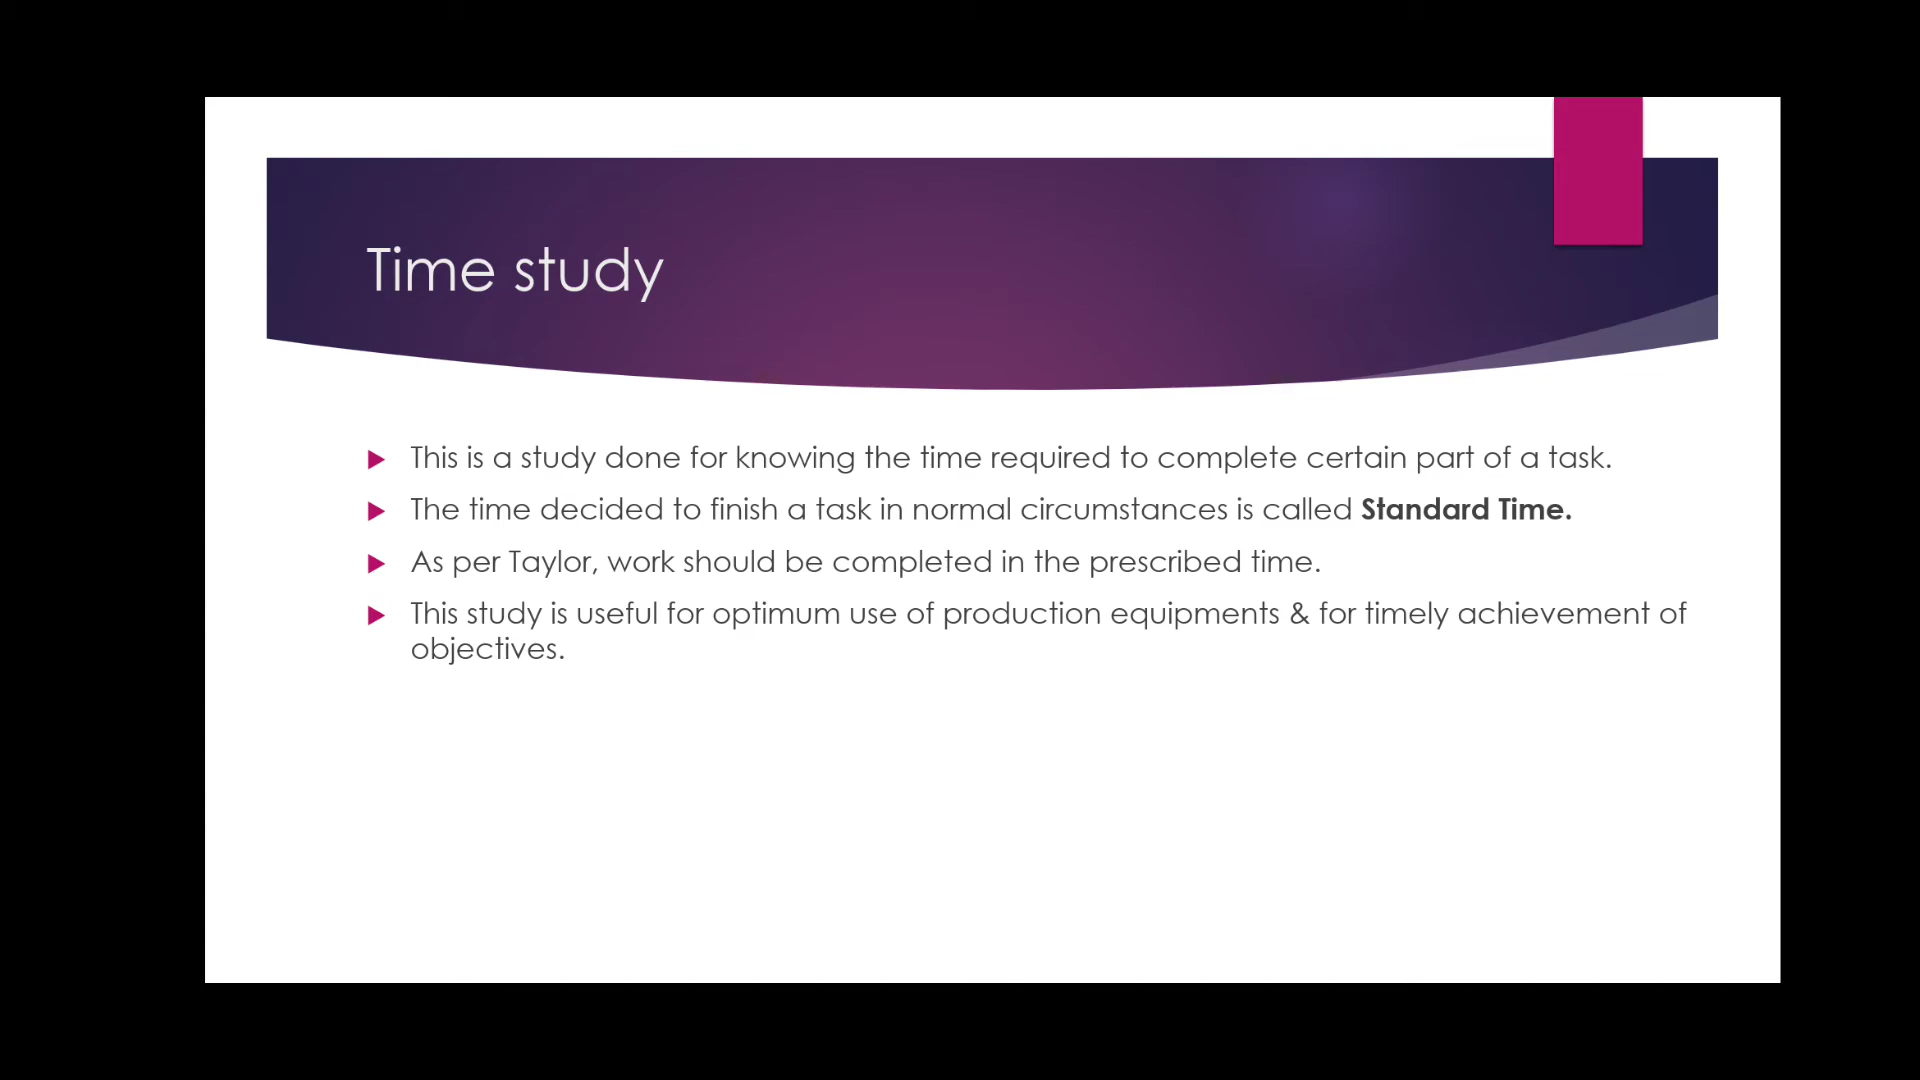 Time study
This is a study done for knowing the time required to complete certain part of a task.
The time decided to finish a task in normal circumstances is called Standard Time.
As per Taylor, work should be completed in the prescribed time.
This study is useful for optimum use of production equipments & for timely achievement of
objectives.